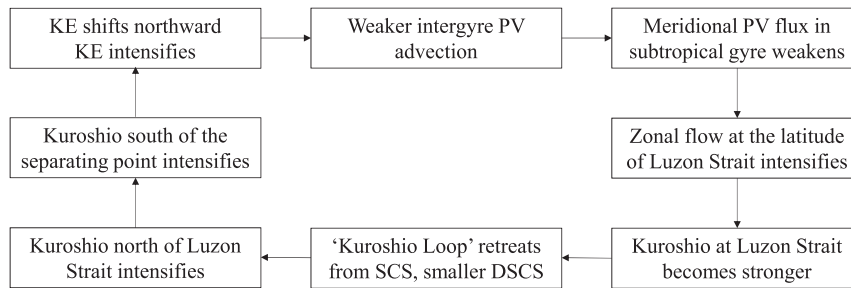 KE shifts northward
KE intensifies
Weaker intergyre PV
advection
Meridional PV flux in
subtropical gyre weakens
Zonal flow at the latitude
of Luzon Strait intensifies
Kuroshio at Luzon Strait
becomes stronger
‘Kuroshio Loop’ retreats
from SCS, smaller DSCS
Kuroshio north of Luzon
Strait intensifies
Kuroshio south of the
separating point intensifies